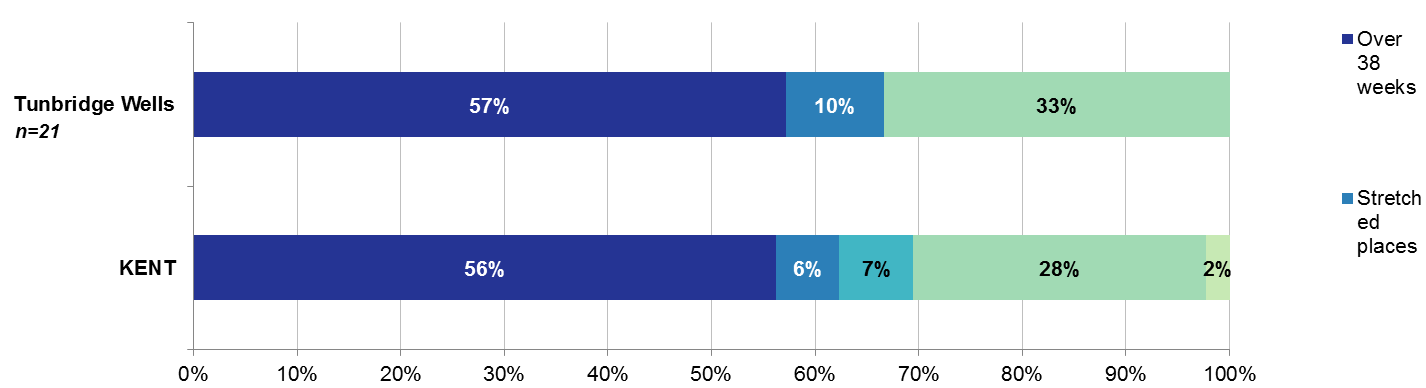 Over
38
weeks
Tunbridge Wells
n=21
57%
10%
33%
Stretch
ed
places
KENT
56%
6%
7%
28%
2%
0%
10%
20%
30%
40%
50%
60%
70%
80%
90%
100%